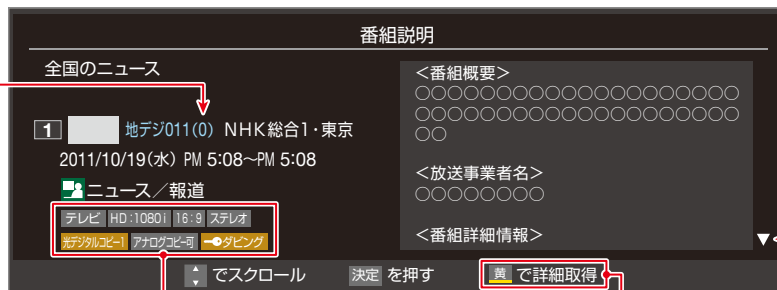 番組説明
全国のニュース
1 地デジ011(0) NHK総合1・東京
2011/10/19(水) PM 5:08～PM 5:08
ニュース／報道
テレビ HD:1080i 16:9 ステレオ
光デジタルコピー1 アナログコピー可 ダビング
＜番組概要＞
○○○○○○○○○○○○○○○○○○○○
○○○○○○○○○○○○○○○○○○○○
○○
＜放送事業者名＞
○○○○○○○○
＜番組詳細情報＞
▼
でスクロール 決定 を押す 黄 で詳細取得